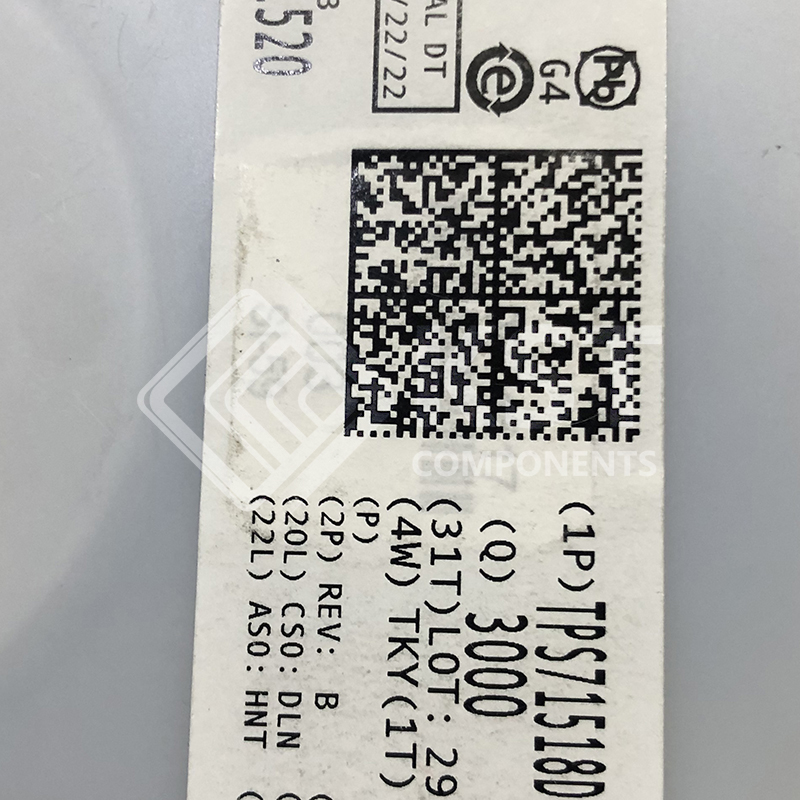 G4
e
Pb
AL DT
/22/22
520
(1P) TPS71518D
(Q) 3000
(31T)LOT: 29
(4W) TKY(1T)
(P)
(2P) REV: B
(20L) CSO: DLN
(22L) ASO: HNT
COMPONENTS